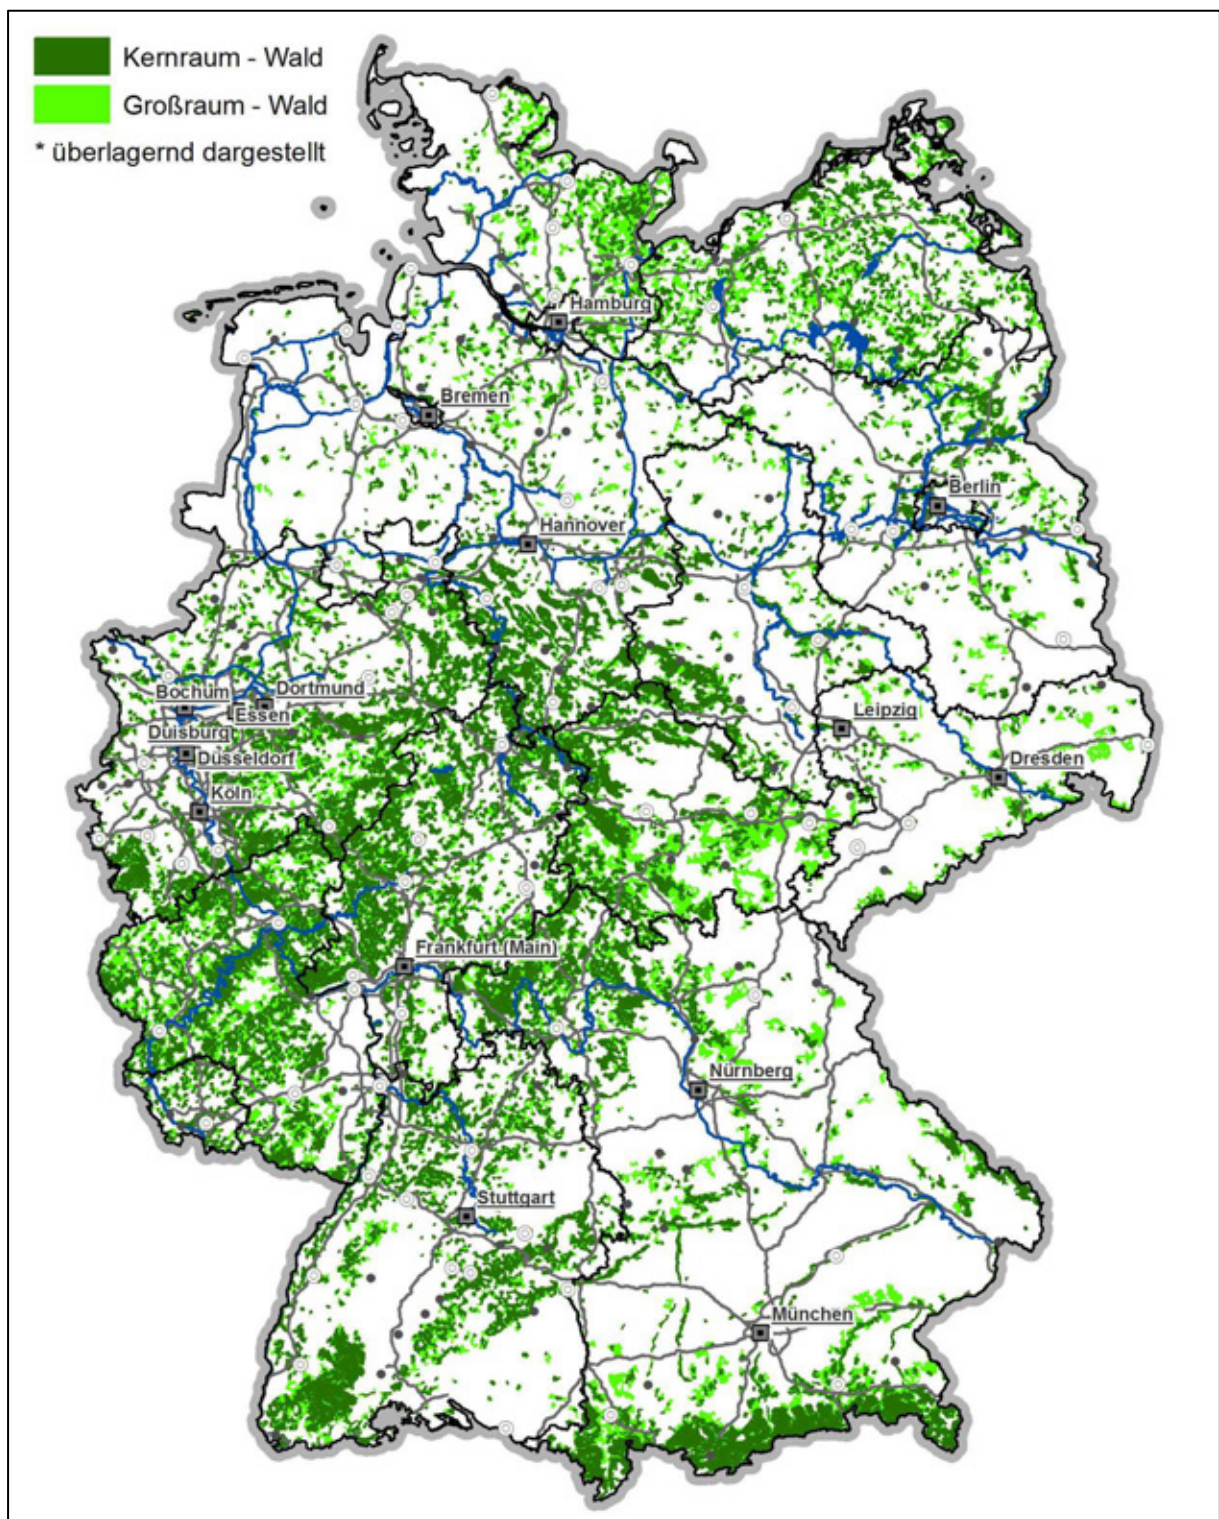 Kernraum - Wald
Großraum - Wald
* überlagernd dargestellt
Hamburg
Bremen
Berlin
Hannover
Bochum
Dortmund
Essen
Duisburg
Düsseldorf
Köln
Leipzig
Dresden
Frankfurt (Main)
Nürnberg
Stuttgart
München